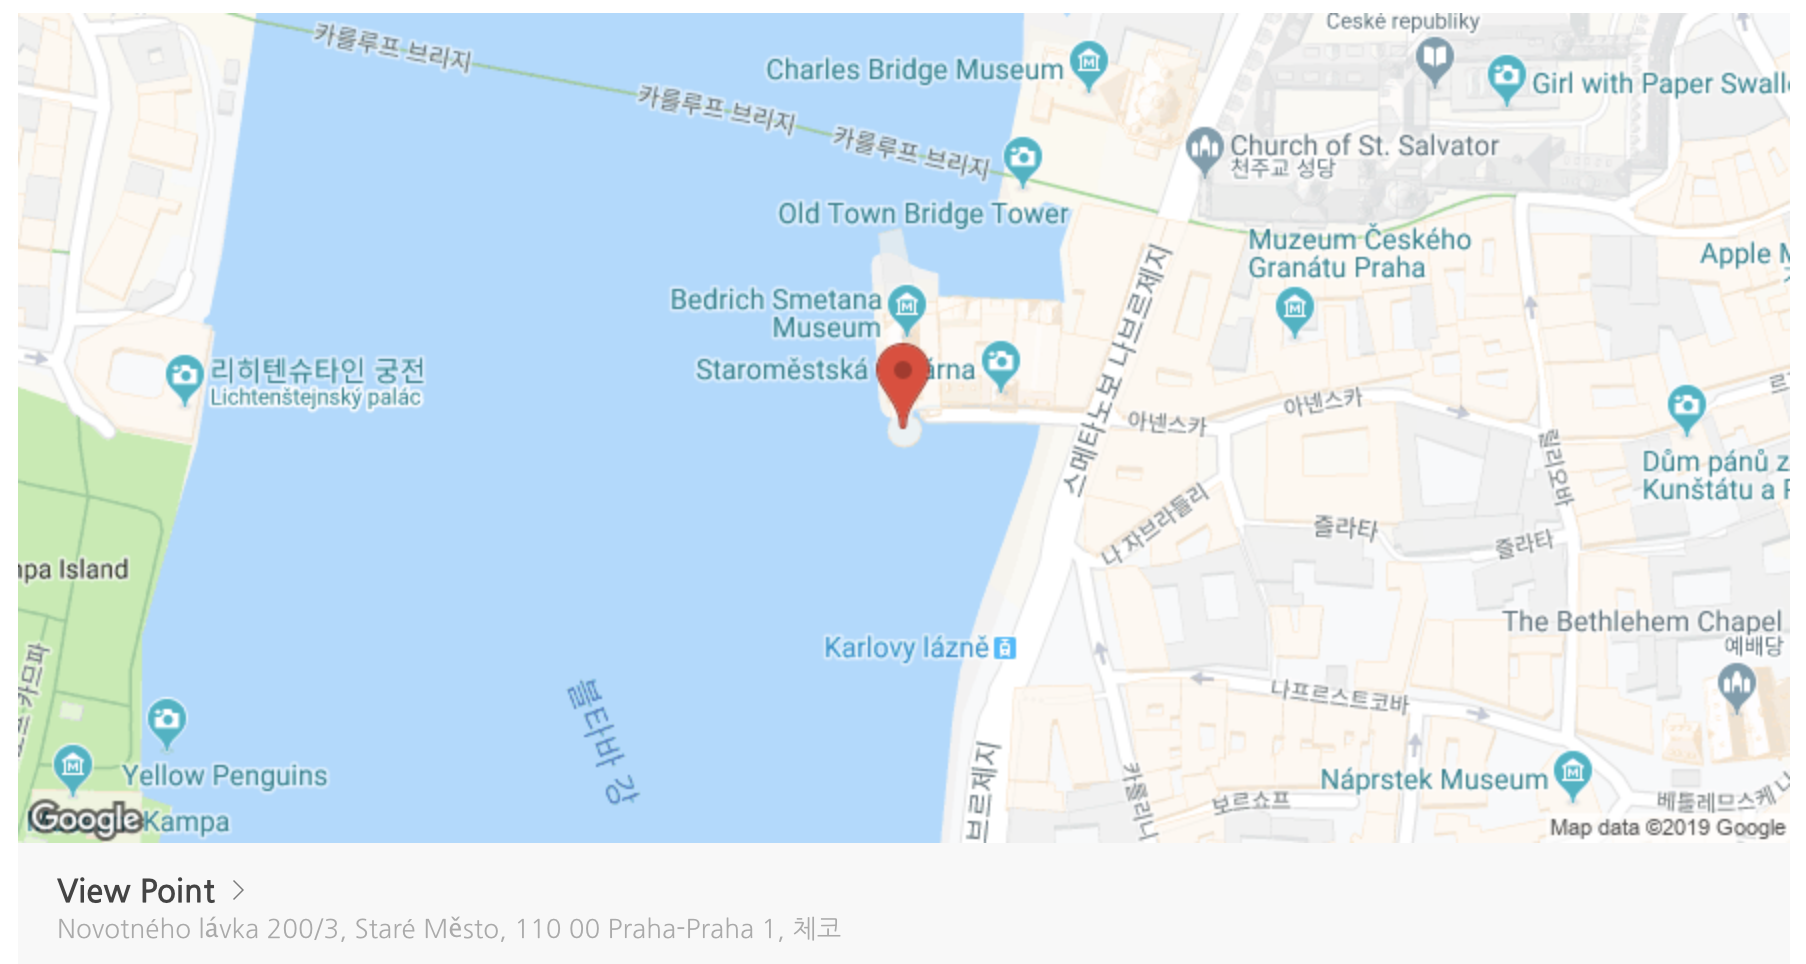 České republiky
카를루프 브리지
Charles Bridge Museum
Girl with Paper Swall
카를루프 브리지
카를루프 브리지
Church of St. Salvator
천주교 성당
Old Town Bridge Tower
Muzeum Českého
Granátu Praha
Apple M
Bedrich Smetana
Museum
스메타노보 나브르제지
리히텐슈타인 궁전
Lichtenštejnský palác
Staroměstská
árna
아넨스카
아넨스카
릴리오바
Dům pánů z
Kunštátu a
나 자브라들리
즐라타
즐라타
pa Island
The Bethlehem Chapel
예배당
Karlovy lázně
블타바 강
나프르스트코바
Yellow Penguins
브르제지
카롤리니
보르쇼프
Náprstek Museum
베틀레므스케
Google
Kampa
Map data ©2019 Google
View Point >
Novotného lávka 200/3, Staré Město, 110 00 Praha-Praha 1, 체코